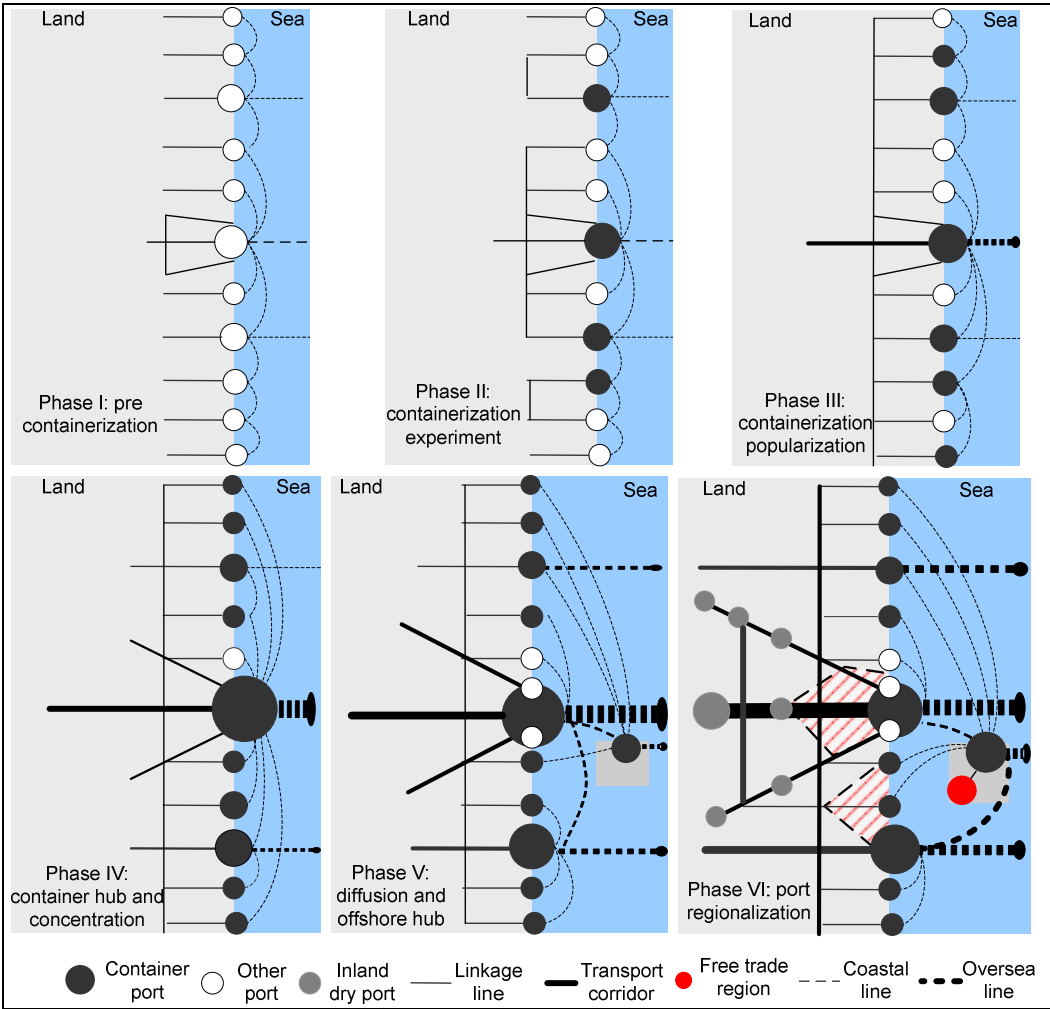 Land
Sea
Phase I: pre
containerization
Land
Sea
Phase II:
containerization
experiment
Land
Sea
Phase III:
containerization
popularization
Land
Sea
Phase IV:
container hub and
concentration
Land
Sea
Phase V:
diffusion and
offshore hub
Land
Sea
Phase VI: port
regionalization
Container
port
Other
port
Inland
dry port
Linkage
line
Transport
corridor
Free trade
region
Coastal
line
Oversea
line